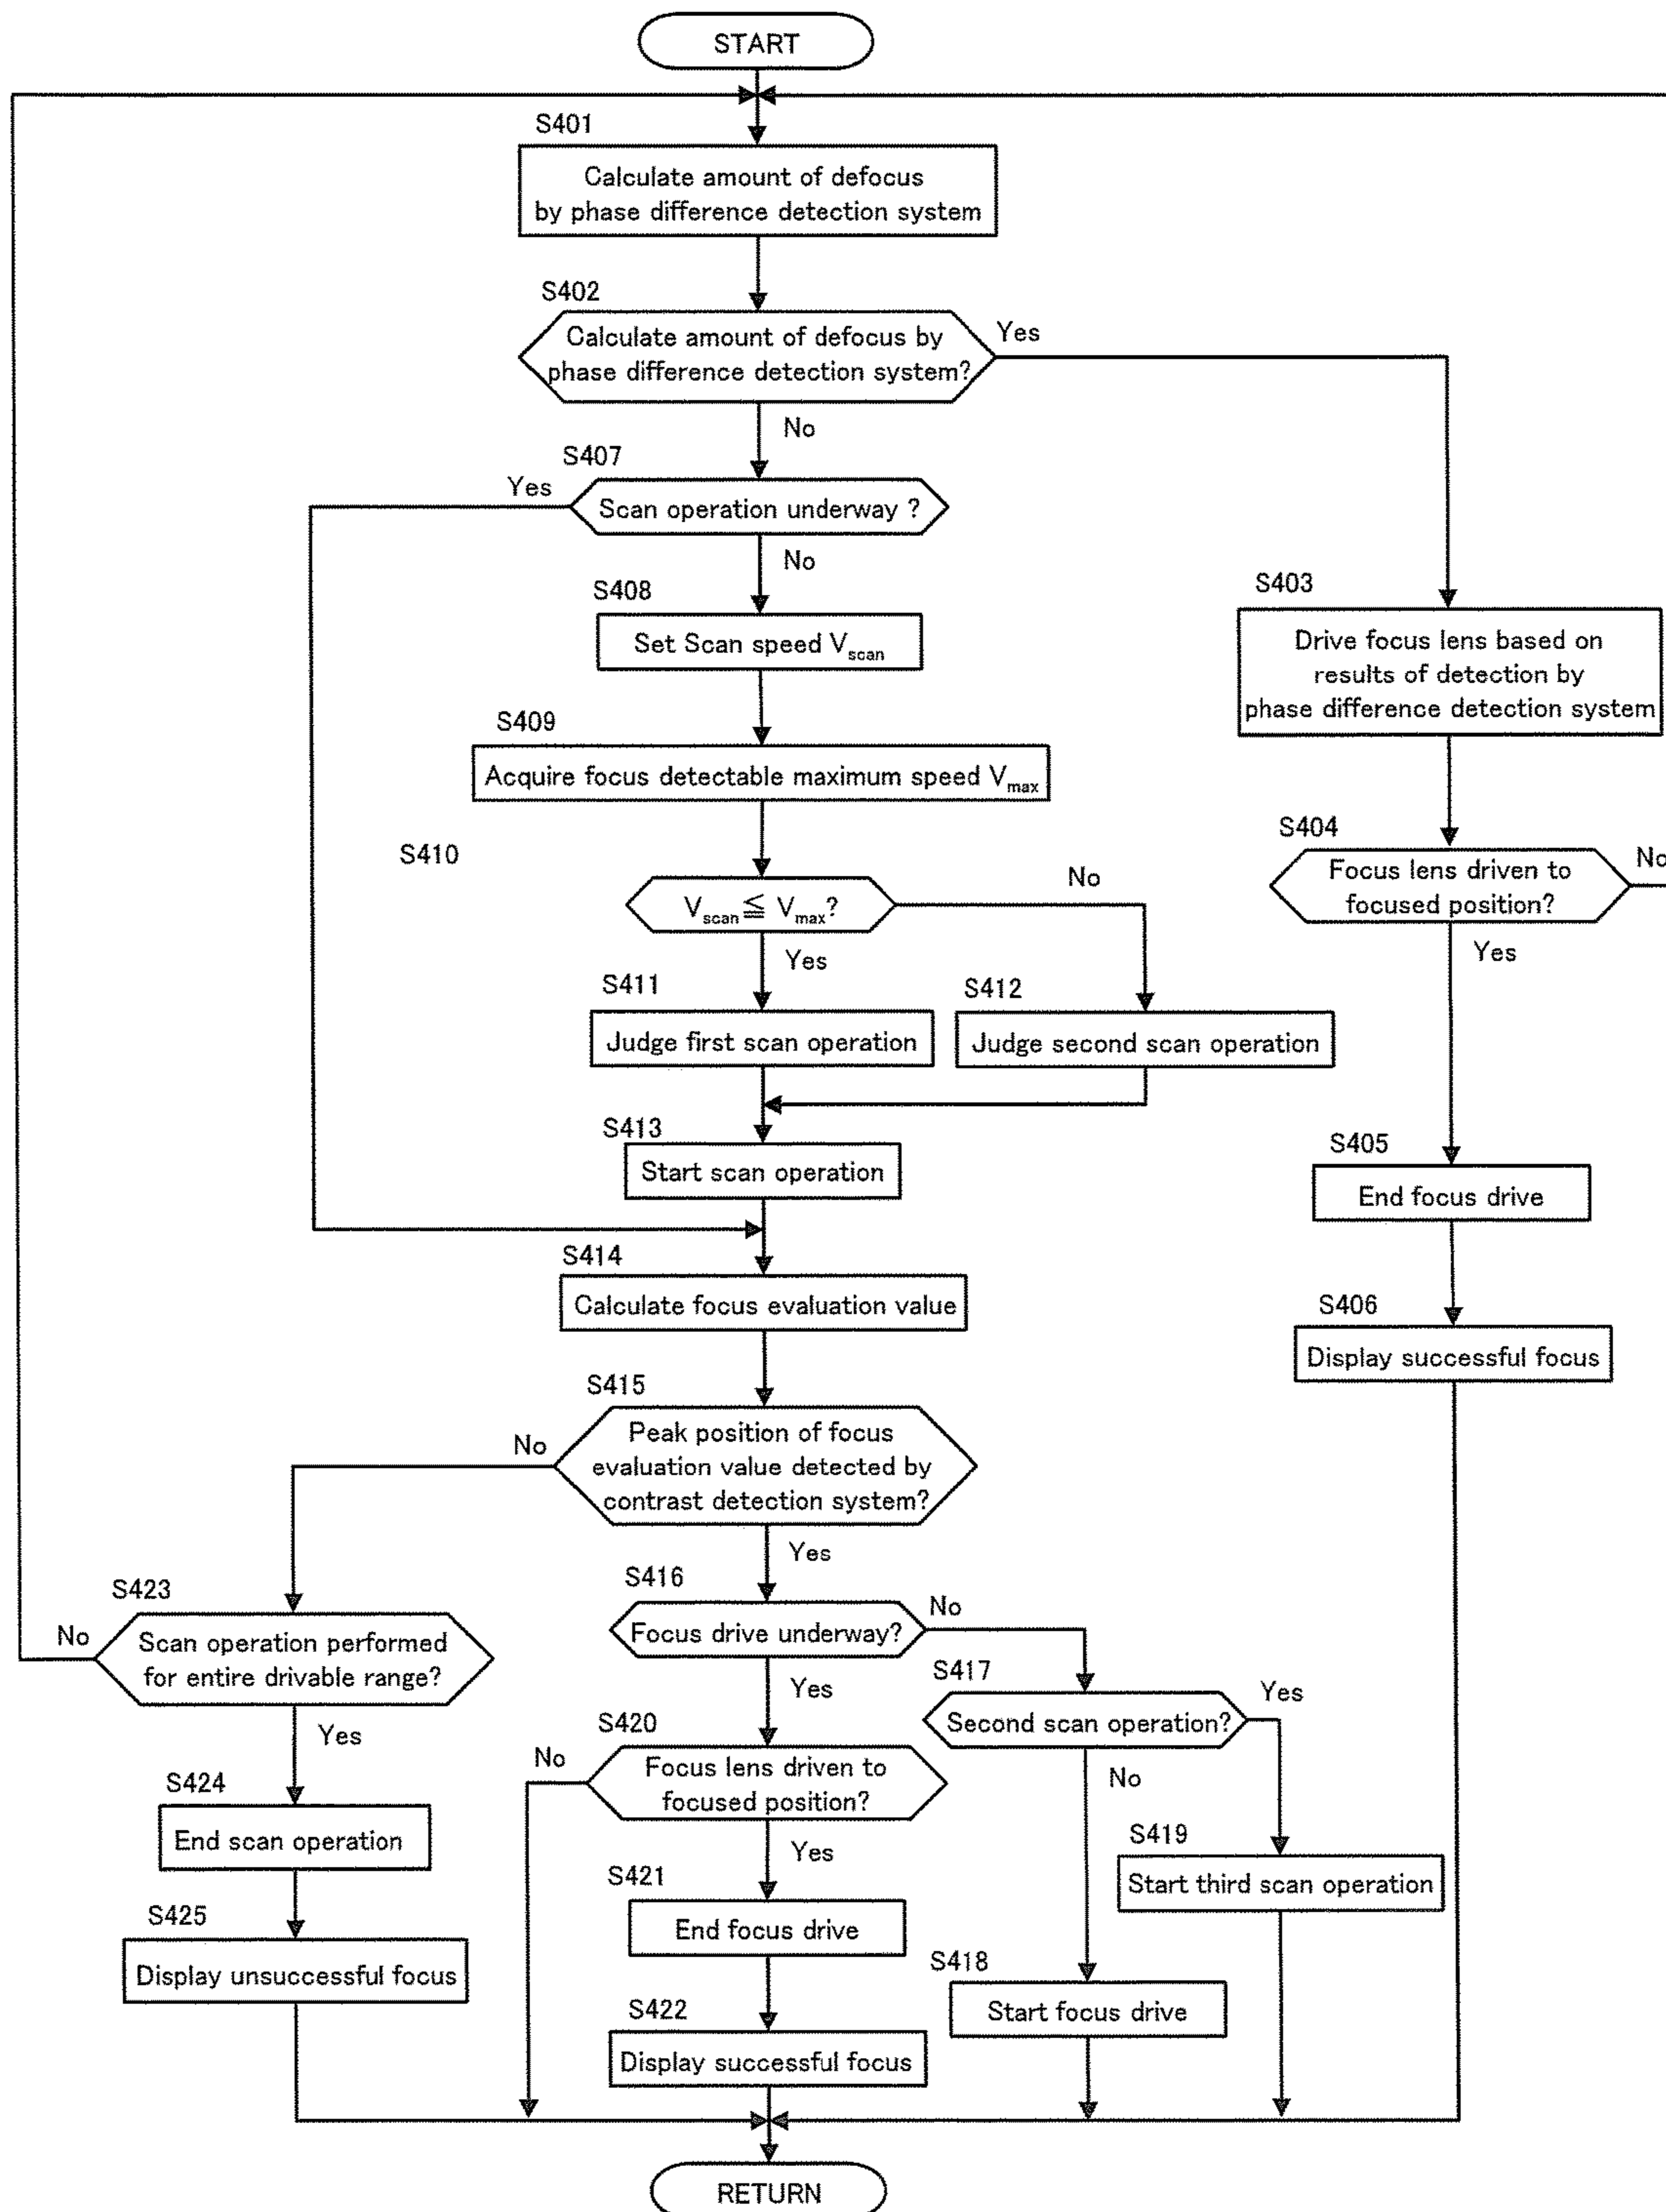 START
S401
Calculate amount of defocus
by phase difference detection system
S402
Calculate amount of defocus by
phase difference detection system?
Yes
No
S407
Yes
Scan operation underway ?
No
S408
Set Scan speed Vscan
S409
Acquire focus detectable maximum speed Vmax
S410
Vscan ≦ Vmax?
No
Yes
S411
Judge first scan operation
S412
Judge second scan operation
S413
Start scan operation
S403
Drive focus lens based on
results of detection by
phase difference detection system
S404
Focus lens driven to
focused position?
No
Yes
S405
End focus drive
S406
Display successful focus
S414
Calculate focus evaluation value
S415
Peak position of focus
evaluation value detected by
contrast detection system?
No
Yes
S423
No
Scan operation performed
for entire drivable range?
Yes
S424
End scan operation
S425
Display unsuccessful focus
S416
Focus drive underway?
No
Yes
S417
Second scan operation?
Yes
No
S420
No
Focus lens driven to
focused position?
Yes
S419
Start third scan operation
S421
End focus drive
S418
Start focus drive
S422
Display successful focus
RETURN